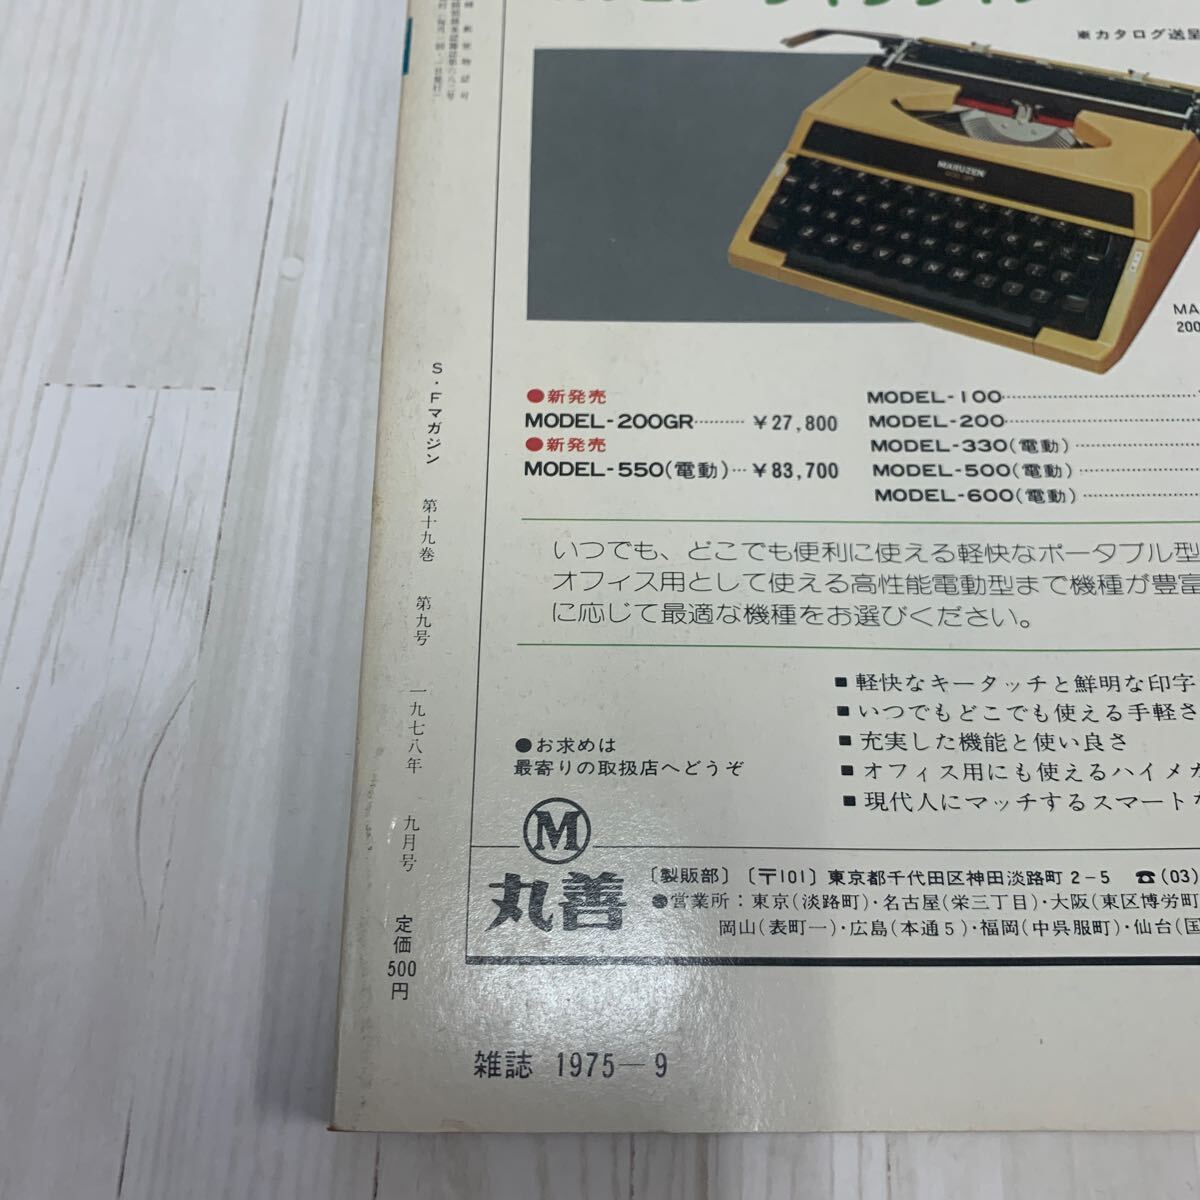 ※カタログ送呈
MARUZEN
MA
200
●新発売
MODEL-200GR……… ¥27,800
●新発売
MODEL-550(電動)… ¥83,700
MODEL-100
MODEL-200
MODEL-330(電動)
MODEL-500(電動)
MODEL-600(電動)
いつでも、どこでも便利に使える軽快なポータブル型
オフィス用として使える高性能電動型まで機種が豊富
に応じて最適な機種をお選びください。
■軽快なキータッチと鮮明な印字
■いつでもどこでも使える手軽さ
■充実した機能と使い良さ
■オフィス用にも使えるハイメカ
■現代人にマッチするスマートな
●お求めは
最寄りの取扱店へどうぞ
M
丸善
〔製販部〕〔〒101〕東京都千代田区神田淡路町2-5 ☎(03)
●営業所：東京(淡路町)・名古屋(栄三丁目)・大阪(東区博労町
岡山(表町一)・広島(本通5)・福岡(中呉服町)・仙台(国
S・Fマガジン 第十九巻 第九号 一九七八年 九月号 定価500円
雑誌 1975—9